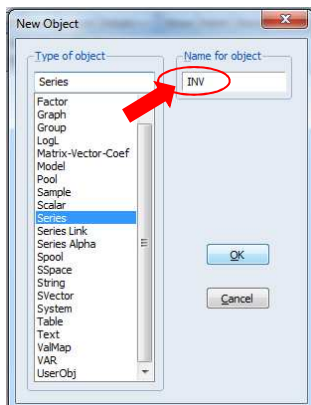 New Object
Type of object
Name for object
Series
INV
Factor
Graph
Group
LogL
Matrix-Vector-Coef
Model
Pool
Sample
Scalar
Series
Series Link
Series Alpha
Spool
SSpace
String
SVector
System
Table
Text
ValMap
VAR
UserObj
OK
Cancel